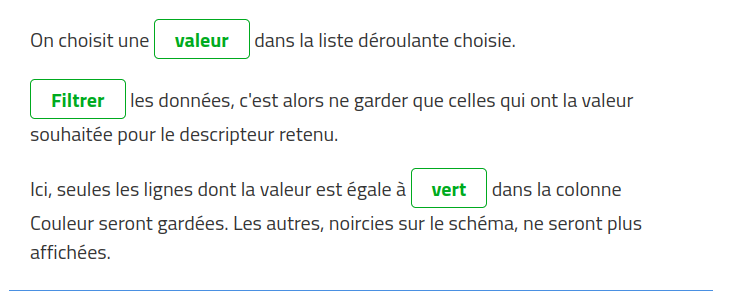 On choisit une valeur dans la liste déroulante choisie.
Filtrer les données, c'est alors ne garder que celles qui ont la valeur
souhaitée pour le descripteur retenu.
Ici, seules les lignes dont la valeur est égale à vert dans la colonne
Couleur seront gardées. Les autres, noircies sur le schéma, ne seront plus
affichées.